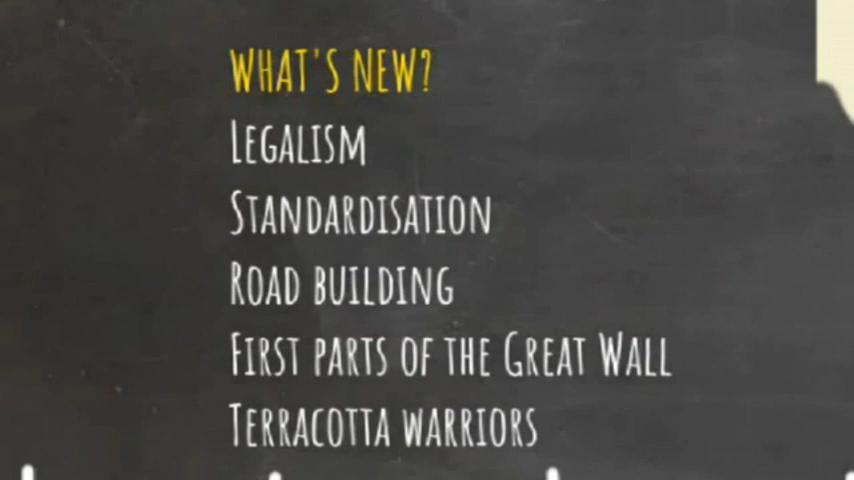 WHAT'S NEW?
LEGALISM
STANDARDISATION
ROAD BUILDING
FIRST PARTS OF THE GREAT WALL
TERRACOTTA WARRIORS